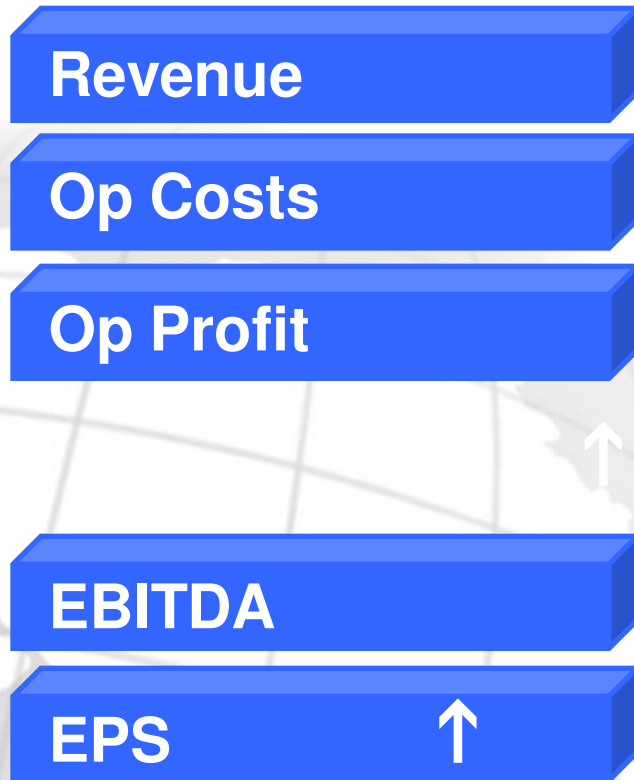 Revenue
Op Costs
Op Profit
↑
EBITDA
EPS ↑